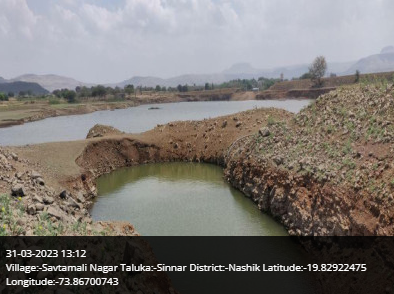 31-03-2023 13:12
Village:-Savtamali Nagar Taluka:-Sinnar District:-Nashik Latitude:-19.82922475
Longitude:-73.86700743